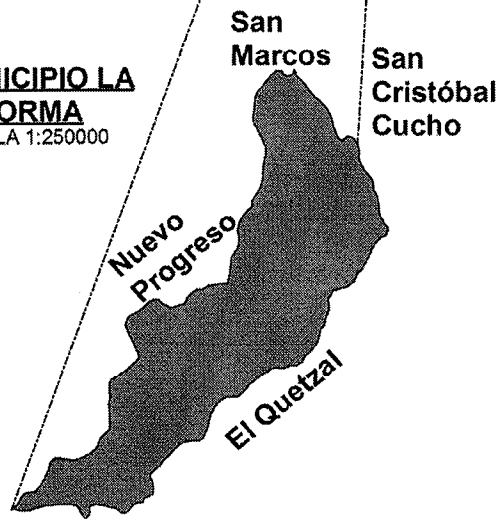 San
Marcos
San
Cristóbal
Cucho
NICIPIO LA
ORMA
LA 1:250000
Nuevo
Progreso
El Quetzal